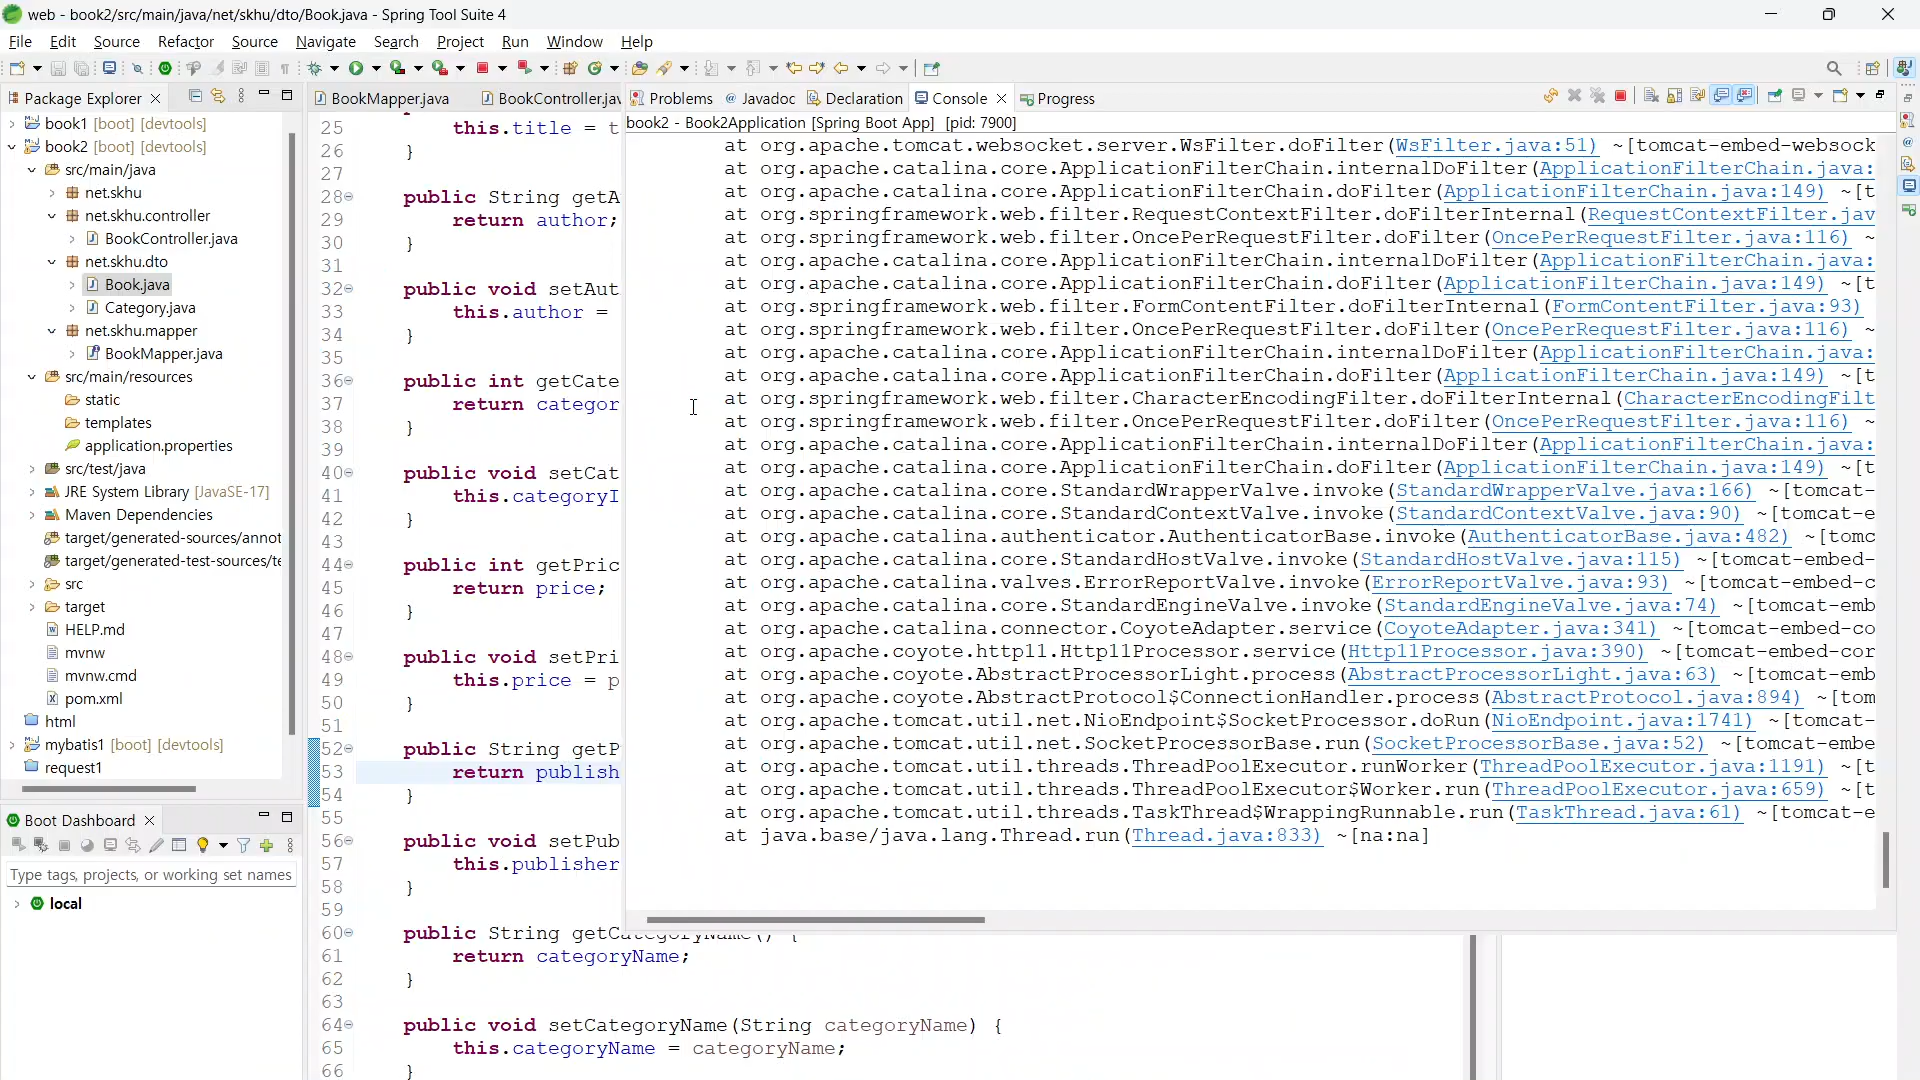 web - book2/src/main/java/net/skhu/dto/Book.java - Spring Tool Suite 4
File Edit Source Refactor Source Navigate Search Project Run Window Help
Package Explorer
book1 [boot] [devtools]
book2 [boot] [devtools]
src/main/java
net.skhu
net.skhu.controller
BookController.java
net.skhu.dto
Book.java
Category.java
net.skhu.mapper
BookMapper.java
src/main/resources
static
templates
application.properties
src/test/java
JRE System Library [JavaSE-17]
Maven Dependencies
target/generated-sources/annot
target/generated-test-sources/te
src
target
HELP.md
mvnw
mvnw.cmd
pom.xml
html
mybatis1 [boot] [devtools]
request1
Boot Dashboard
Type tags, projects, or working set names
local
BookMapper.java BookController.jav
25 this.title = t
26 }
27
28 public String getA
29 return author;
30 }
31
32 public void setAut
33 this.author =
34 }
35
36 public int getCate
37 return categor
38 }
39
40 public void setCat
41 this.categoryI
42 }
43
44 public int getPric
45 return price;
46 }
47
48 public void setPri
49 this.price = p
50 }
51
52 public String getP
53 return publish
54 }
55
56 public void setPub
57 this.publisher
58 }
59
60 public String getCategoryName() {
61 return categoryName;
62 }
63
64 public void setCategoryName(String categoryName) {
65 this.categoryName = categoryName;
66 }
Problems Javadoc Declaration Console Progress
book2 - Book2Application [Spring Boot App] [pid: 7900]
at org.apache.tomcat.websocket.server.WsFilter.doFilter(WsFilter.java:51) ~[tomcat-embed-websock
at org.apache.catalina.core.ApplicationFilterChain.internalDoFilter(ApplicationFilterChain.java:
at org.apache.catalina.core.ApplicationFilterChain.doFilter(ApplicationFilterChain.java:149) ~[t
at org.springframework.web.filter.RequestContextFilter.doFilterInternal(RequestContextFilter.jav
at org.springframework.web.filter.OncePerRequestFilter.doFilter(OncePerRequestFilter.java:116) ~
at org.apache.catalina.core.ApplicationFilterChain.internalDoFilter(ApplicationFilterChain.java:
at org.apache.catalina.core.ApplicationFilterChain.doFilter(ApplicationFilterChain.java:149) ~[t
at org.springframework.web.filter.FormContentFilter.doFilterInternal(FormContentFilter.java:93)
at org.springframework.web.filter.OncePerRequestFilter.doFilter(OncePerRequestFilter.java:116) ~
at org.apache.catalina.core.ApplicationFilterChain.internalDoFilter(ApplicationFilterChain.java:
at org.apache.catalina.core.ApplicationFilterChain.doFilter(ApplicationFilterChain.java:149) ~[t
at org.springframework.web.filter.CharacterEncodingFilter.doFilterInternal(CharacterEncodingFilt
at org.springframework.web.filter.OncePerRequestFilter.doFilter(OncePerRequestFilter.java:116) ~
at org.apache.catalina.core.ApplicationFilterChain.internalDoFilter(ApplicationFilterChain.java:
at org.apache.catalina.core.ApplicationFilterChain.doFilter(ApplicationFilterChain.java:149) ~[t
at org.apache.catalina.core.StandardWrapperValve.invoke(StandardWrapperValve.java:166) ~[tomcat-
at org.apache.catalina.core.StandardContextValve.invoke(StandardContextValve.java:90) ~[tomcat-e
at org.apache.catalina.authenticator.AuthenticatorBase.invoke(AuthenticatorBase.java:482) ~[tomc
at org.apache.catalina.core.StandardHostValve.invoke(StandardHostValve.java:115) ~[tomcat-embed-
at org.apache.catalina.valves.ErrorReportValve.invoke(ErrorReportValve.java:93) ~[tomcat-embed-c
at org.apache.catalina.core.StandardEngineValve.invoke(StandardEngineValve.java:74) ~[tomcat-emb
at org.apache.catalina.connector.CoyoteAdapter.service(CoyoteAdapter.java:341) ~[tomcat-embed-co
at org.apache.coyote.http11.Http11Processor.service(Http11Processor.java:390) ~[tomcat-embed-cor
at org.apache.coyote.AbstractProcessorLight.process(AbstractProcessorLight.java:63) ~[tomcat-emb
at org.apache.coyote.AbstractProtocol$ConnectionHandler.process(AbstractProtocol.java:894) ~[tom
at org.apache.tomcat.util.net.NioEndpoint$SocketProcessor.doRun(NioEndpoint.java:1741) ~[tomcat-
at org.apache.tomcat.util.net.SocketProcessorBase.run(SocketProcessorBase.java:52) ~[tomcat-embe
at org.apache.tomcat.util.threads.ThreadPoolExecutor.runWorker(ThreadPoolExecutor.java:1191) ~[t
at org.apache.tomcat.util.threads.ThreadPoolExecutor$Worker.run(ThreadPoolExecutor.java:659) ~[t
at org.apache.tomcat.util.threads.TaskThread$WrappingRunnable.run(TaskThread.java:61) ~[tomcat-e
at java.base/java.lang.Thread.run(Thread.java:833) ~[na:na]